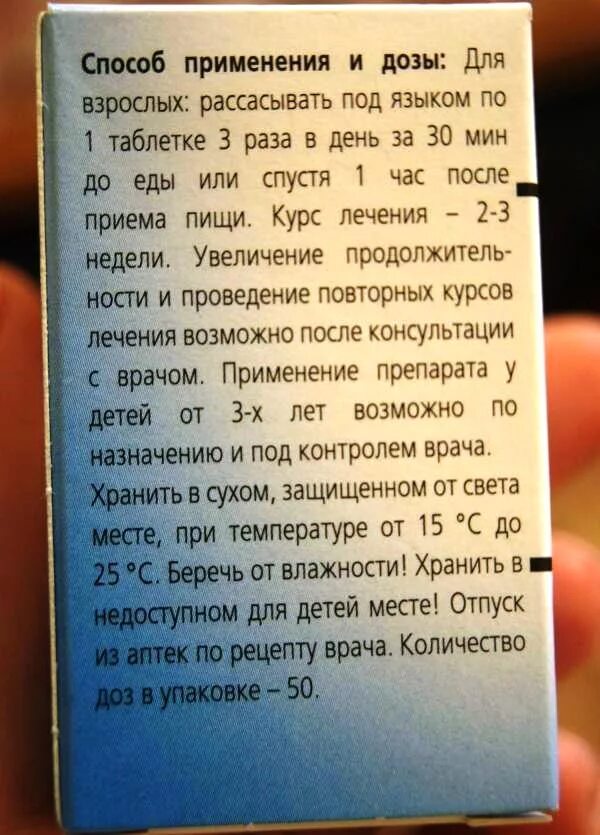 Способ применения и дозы: Для
взрослых: рассасывать под языком по
1 таблетке 3 раза в день за 30 мин
до еды или спустя 1 час после
приема пищи. Курс лечения – 2-3
недели. Увеличение продолжитель-
ности и проведение повторных курсов
лечения возможно после консультации
с врачом. Применение препарата у
детей от 3-х лет возможно по
назначению и под контролем врача.
Хранить в сухом, защищенном от света
месте, при температуре от 15 °С до
25 °С. Беречь от влажности! Хранить в
недоступном для детей месте! Отпуск
из аптек по рецепту врача. Количество
доз в упаковке – 50.